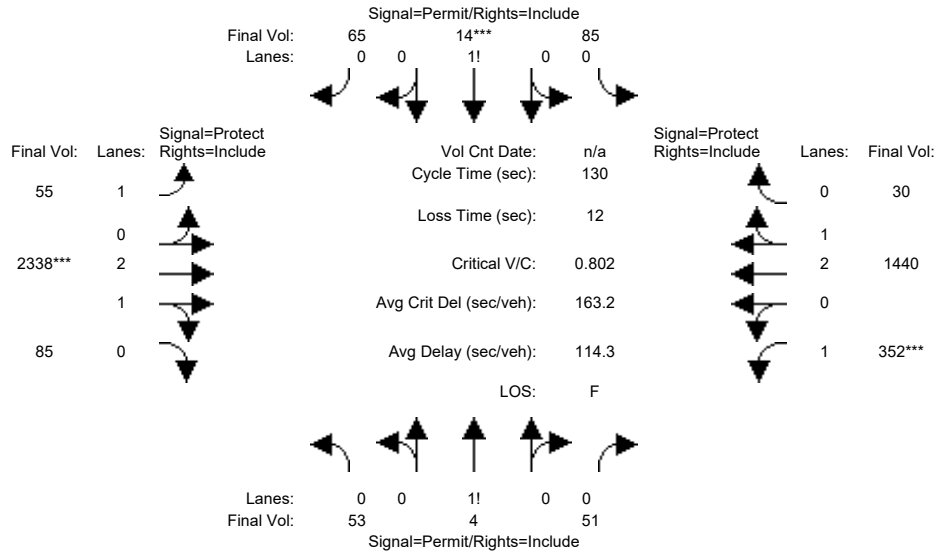 Signal=Permit/Rights=Include
Final Vol: 65 14*** 85
Lanes: 0 0 1! 0 0
Signal=Protect
Final Vol: Lanes: Rights=Include
Vol Cnt Date: n/a
Signal=Protect
Rights=Include Lanes: Final Vol:
Cycle Time (sec): 130
55 1
0 30
Loss Time (sec): 12
0
1
2338*** 2
Critical V/C: 0.802
2 1440
1
Avg Crit Del (sec/veh): 163.2
0
85 0
Avg Delay (sec/veh): 114.3
1 352***
LOS: F
Lanes: 0 0 1! 0 0
Final Vol: 53 4 51
Signal=Permit/Rights=Include